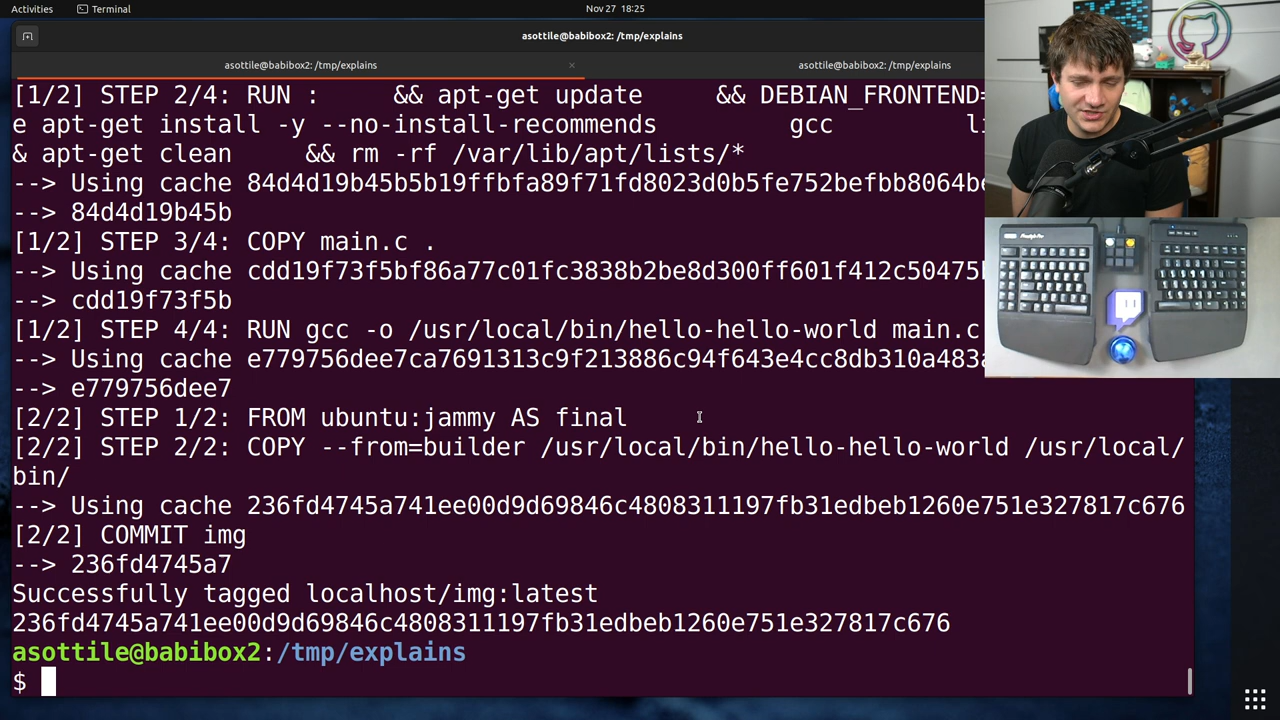 Activities
Terminal
Nov 27 18:25
asottile@babibox2: /tmp/explains
asottile@babibox2: /tmp/explains ×
asottile@babibox2: /tmp/explains
[1/2] STEP 2/4: RUN :     && apt-get update     && DEBIAN_FRONTEND=
e apt-get install -y --no-install-recommends         gcc         li
& apt-get clean     && rm -rf /var/lib/apt/lists/*
--> Using cache 84d4d19b45b5b19ffbfa89f71fd8023d0b5fe752befbb8064be
--> 84d4d19b45b
[1/2] STEP 3/4: COPY main.c .
--> Using cache cdd19f73f5bf86a77c01fc3838b2be8d300ff601f412c50475
--> cdd19f73f5b
[1/2] STEP 4/4: RUN gcc -o /usr/local/bin/hello-hello-world main.c
--> Using cache e779756dee7ca7691313c9f213886c94f643e4cc8db310a483
--> e779756dee7
[2/2] STEP 1/2: FROM ubuntu:jammy AS final
[2/2] STEP 2/2: COPY --from=builder /usr/local/bin/hello-hello-world /usr/local/
bin/
--> Using cache 236fd4745a741ee00d9d69846c4808311197fb31edbeb1260e751e327817c676
[2/2] COMMIT img
--> 236fd4745a7
Successfully tagged localhost/img:latest
236fd4745a741ee00d9d69846c4808311197fb31edbeb1260e751e327817c676
asottile@babibox2:/tmp/explains
$